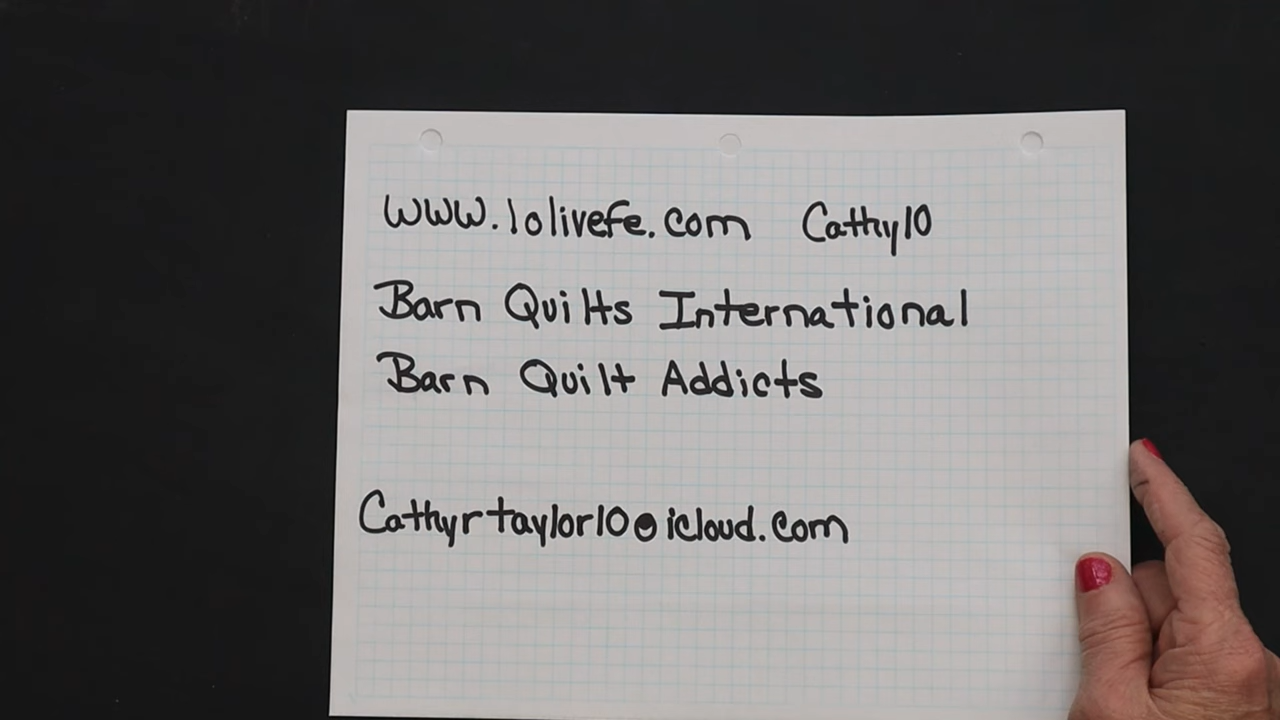 www.1olivefe.com Cathy10
Barn Quilts International
Barn Quilt Addicts
Cathyrtaylor10@icloud.com